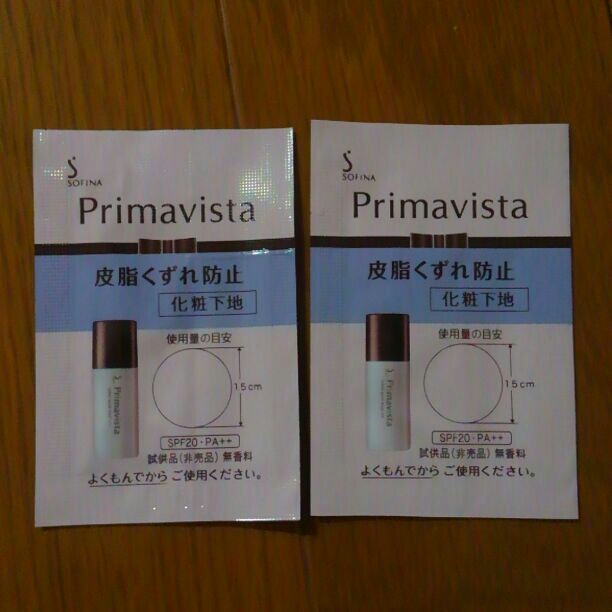 SOFINA
Primavista
皮脂くずれ防止
化粧下地
使用量の目安
1.5cm
Primavista
SPF20・PA++
試供品(非売品) 無香料
よくもんでから ご使用ください。
SOFINA
Primavista
皮脂くずれ防止
化粧下地
使用量の目安
1.5cm
Primavista
SPF20・PA++
試供品(非売品) 無香料
よくもんでから ご使用ください。